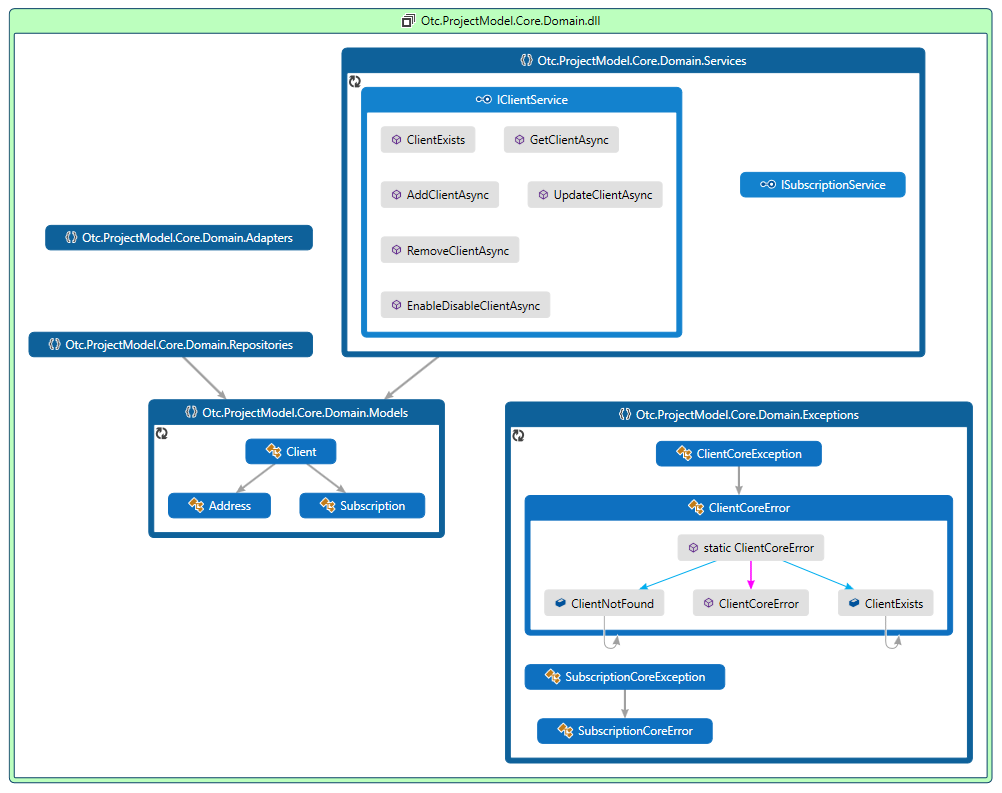 Otc.ProjectModel.Core.Domain.dll
Otc.ProjectModel.Core.Domain.Services
IClientService
ClientExists
GetClientAsync
AddClientAsync
UpdateClientAsync
RemoveClientAsync
EnableDisableClientAsync
ISubscriptionService
Otc.ProjectModel.Core.Domain.Adapters
Otc.ProjectModel.Core.Domain.Repositories
Otc.ProjectModel.Core.Domain.Models
Client
Address
Subscription
Otc.ProjectModel.Core.Domain.Exceptions
ClientCoreException
ClientCoreError
static ClientCoreError
ClientNotFound
ClientCoreError
ClientExists
SubscriptionCoreException
SubscriptionCoreError